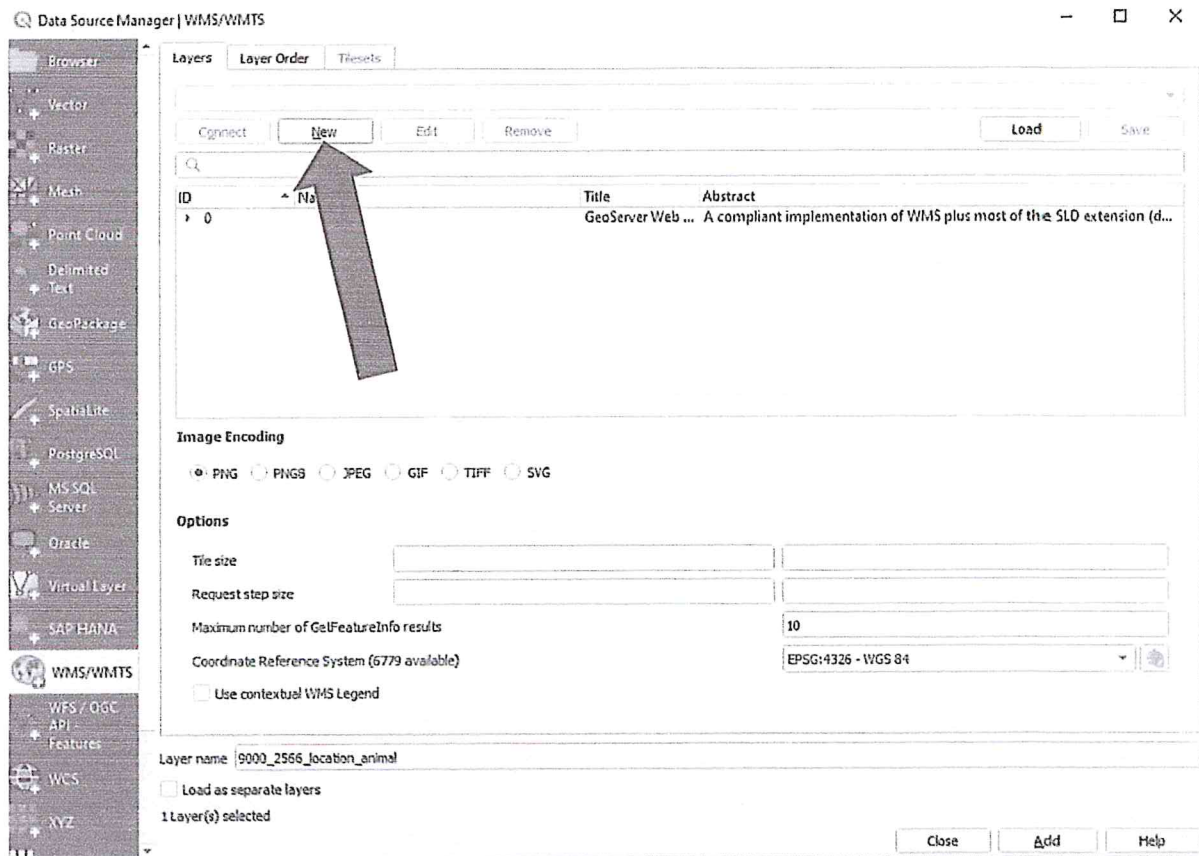 Data Source Manager | WMS/WMTS
Browser
Vector
Raster
Mesh
Point Cloud
Delimited
Text
GeoPackage
GPS
SpatiaLite
PostgreSQL
MS SQL
Server
Oracle
Virtual Layer
SAP HANA
WMS/WMTS
WFS / OGC
API -
Features
WCS
XYZ
Layers Layer Order Tilesets
Connect New Edit Remove Load Save
ID Na Title Abstract
0 GeoServer Web ... A compliant implementation of WMS plus most of the SLD extension (d...
Image Encoding
PNG PNG8 JPEG GIF TIFF SVG
Options
Tile size
Request step size
Maximum number of GetFeatureInfo results 10
Coordinate Reference System (6779 available) EPSG:4326 - WGS 84
Use contextual WMS Legend
Layer name 9000_2566_location_animal
Load as separate layers
1 Layer(s) selected
Close Add Help